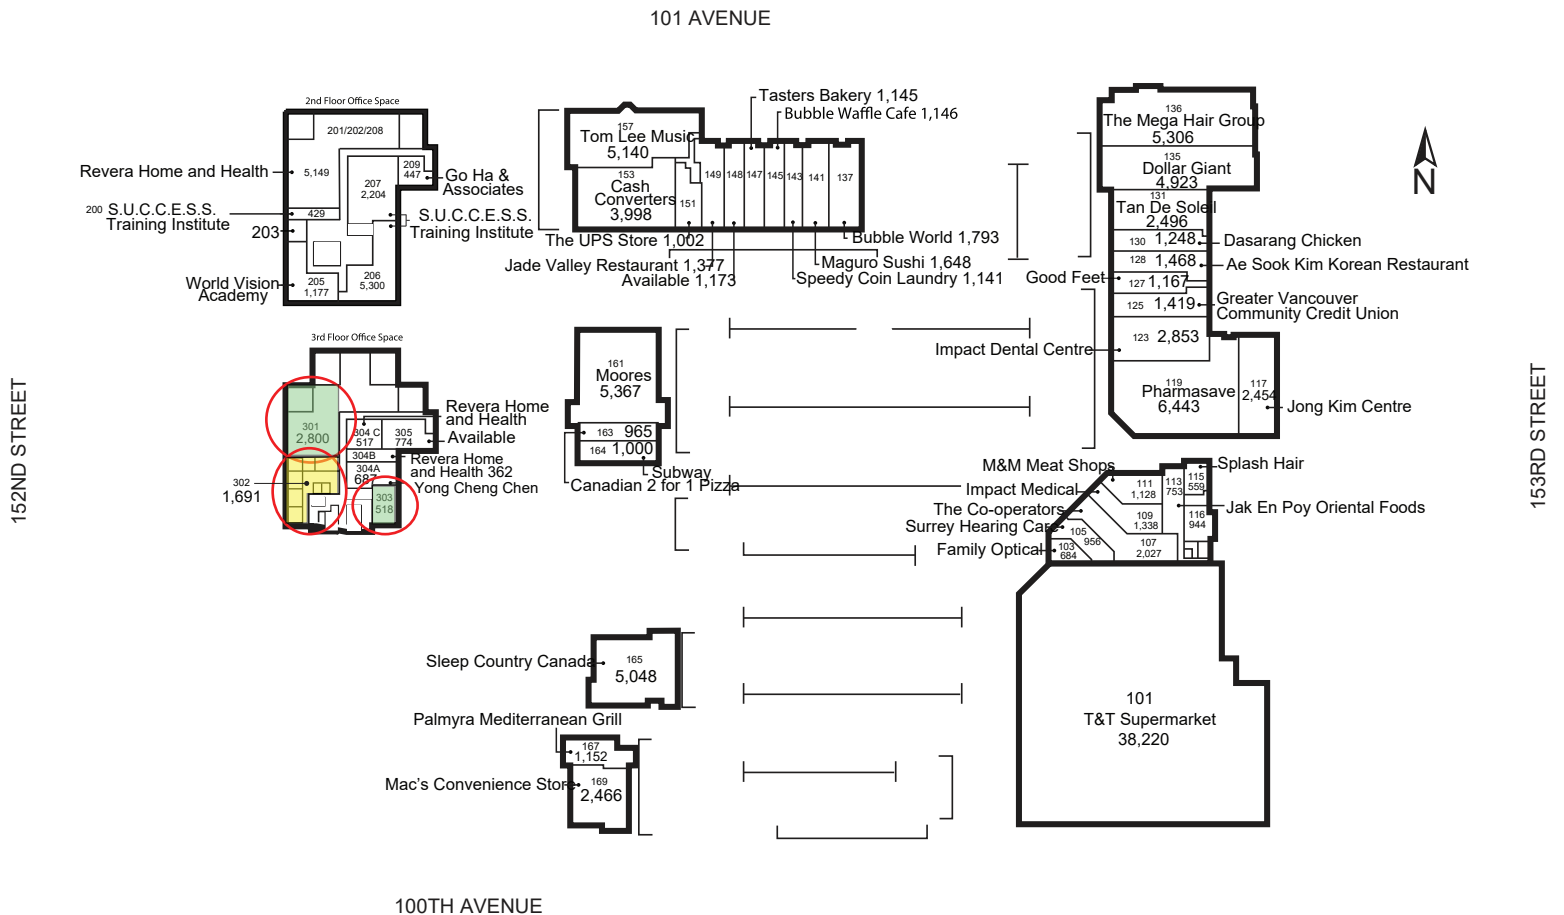 101 AVENUE
2nd Floor Office Space
201/202/208
Revera Home and Health
5,149
209
447
Go Ha &
Associates
207
2,204
200 S.U.C.C.E.S.S.
Training Institute
429
S.U.C.C.E.S.S.
Training Institute
203
World Vision
Academy
205
1,177
206
5,300
157
Tom Lee Music
5,140
153
Cash
Converters
3,998
151
149
148
147
145
143
141
137
Tasters Bakery 1,145
Bubble Waffle Cafe 1,146
The UPS Store 1,002
Jade Valley Restaurant 1,377
Available 1,173
Bubble World 1,793
Maguro Sushi 1,648
Speedy Coin Laundry 1,141
136
The Mega Hair Group
5,306
135
Dollar Giant
4,923
131
Tan De Soleil
2,496
130 1,248
Dasarang Chicken
128 1,468
Ae Sook Kim Korean Restaurant
Good Feet
127 1,167
125 1,419
Greater Vancouver
Community Credit Union
Impact Dental Centre
123 2,853
119
Pharmasave
6,443
117
2,454
Jong Kim Centre
N
3rd Floor Office Space
301
2,800
302
1,691
304 C
517
305
774
304B
304A
687
303
518
Revera Home
and Health
Available
Revera Home
and Health 362
Yong Cheng Chen
161
Moores
5,367
163 965
164 1,000
Subway
Canadian 2 for 1 Pizza
152ND STREET
153RD STREET
M&M Meat Shops
Impact Medical
The Co-operators
Surrey Hearing Care
Family Optical
111
1,128
113
753
115
559
Splash Hair
109
1,338
116
944
Jak En Poy Oriental Foods
105
956
103
684
107
2,027
Sleep Country Canada
165
5,048
Palmyra Mediterranean Grill
167
1,152
Mac's Convenience Store
169
2,466
101
T&T Supermarket
38,220
100TH AVENUE